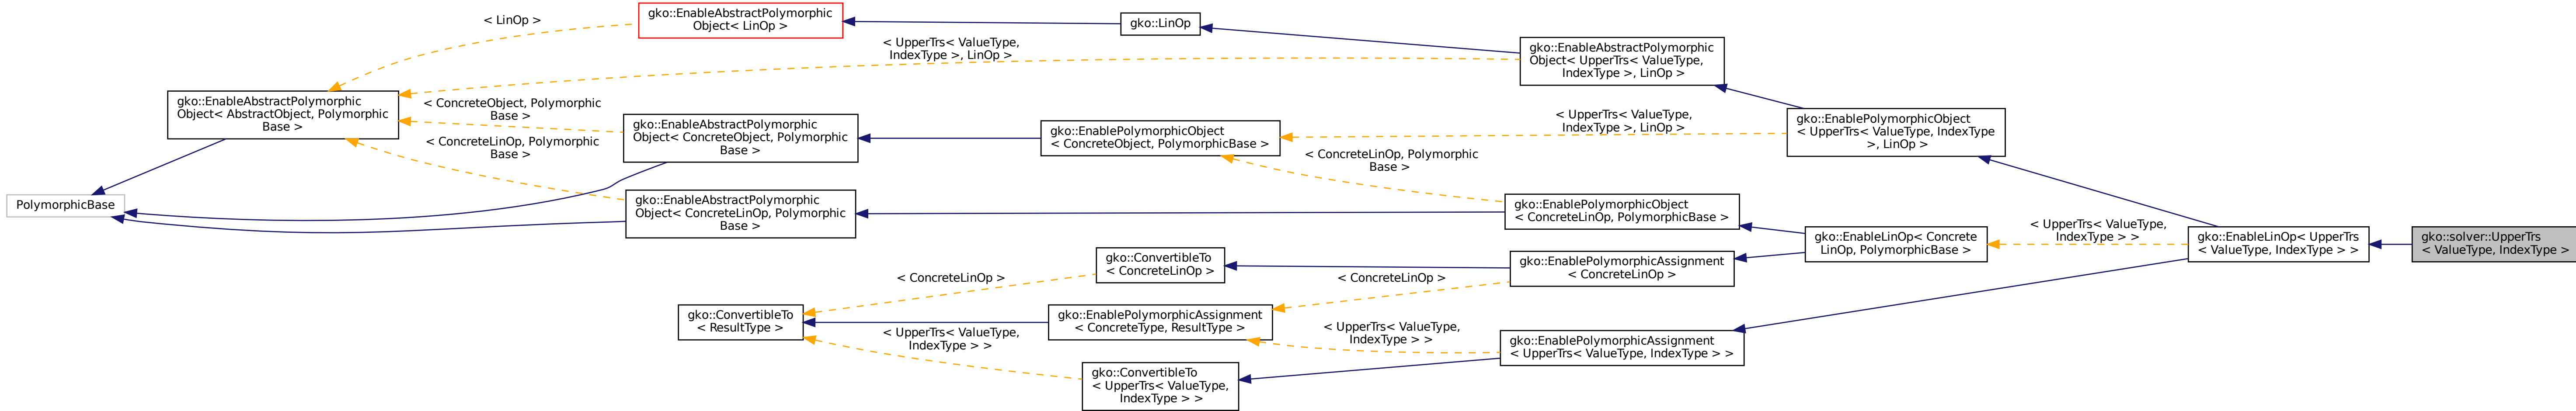 gko::EnableAbstractPolymorphic
Object< LinOp >
< LinOp >
gko::LinOp
< UpperTrs< ValueType,
IndexType >, LinOp >
gko::EnableAbstractPolymorphic
Object< UpperTrs< ValueType,
IndexType >, LinOp >
gko::EnableAbstractPolymorphic
Object< AbstractObject, Polymorphic
Base >
< ConcreteObject, Polymorphic
Base >
gko::EnableAbstractPolymorphic
Object< ConcreteObject, Polymorphic
Base >
gko::EnablePolymorphicObject
< ConcreteObject, PolymorphicBase >
< UpperTrs< ValueType,
IndexType >, LinOp >
gko::EnablePolymorphicObject
< UpperTrs< ValueType, IndexType
>, LinOp >
< ConcreteLinOp, Polymorphic
Base >
< ConcreteLinOp, Polymorphic
Base >
PolymorphicBase
gko::EnableAbstractPolymorphic
Object< ConcreteLinOp, Polymorphic
Base >
gko::EnablePolymorphicObject
< ConcreteLinOp, PolymorphicBase >
gko::EnableLinOp< Concrete
LinOp, PolymorphicBase >
< UpperTrs< ValueType,
IndexType > >
gko::EnableLinOp< UpperTrs
< ValueType, IndexType > >
gko::solver::UpperTrs
< ValueType, IndexType >
gko::ConvertibleTo
< ConcreteLinOp >
gko::EnablePolymorphicAssignment
< ConcreteLinOp >
< ConcreteLinOp >
< ConcreteLinOp >
gko::ConvertibleTo
< ResultType >
gko::EnablePolymorphicAssignment
< ConcreteType, ResultType >
< UpperTrs< ValueType,
IndexType > >
< UpperTrs< ValueType,
IndexType > >
gko::EnablePolymorphicAssignment
< UpperTrs< ValueType, IndexType > >
gko::ConvertibleTo
< UpperTrs< ValueType,
IndexType > >